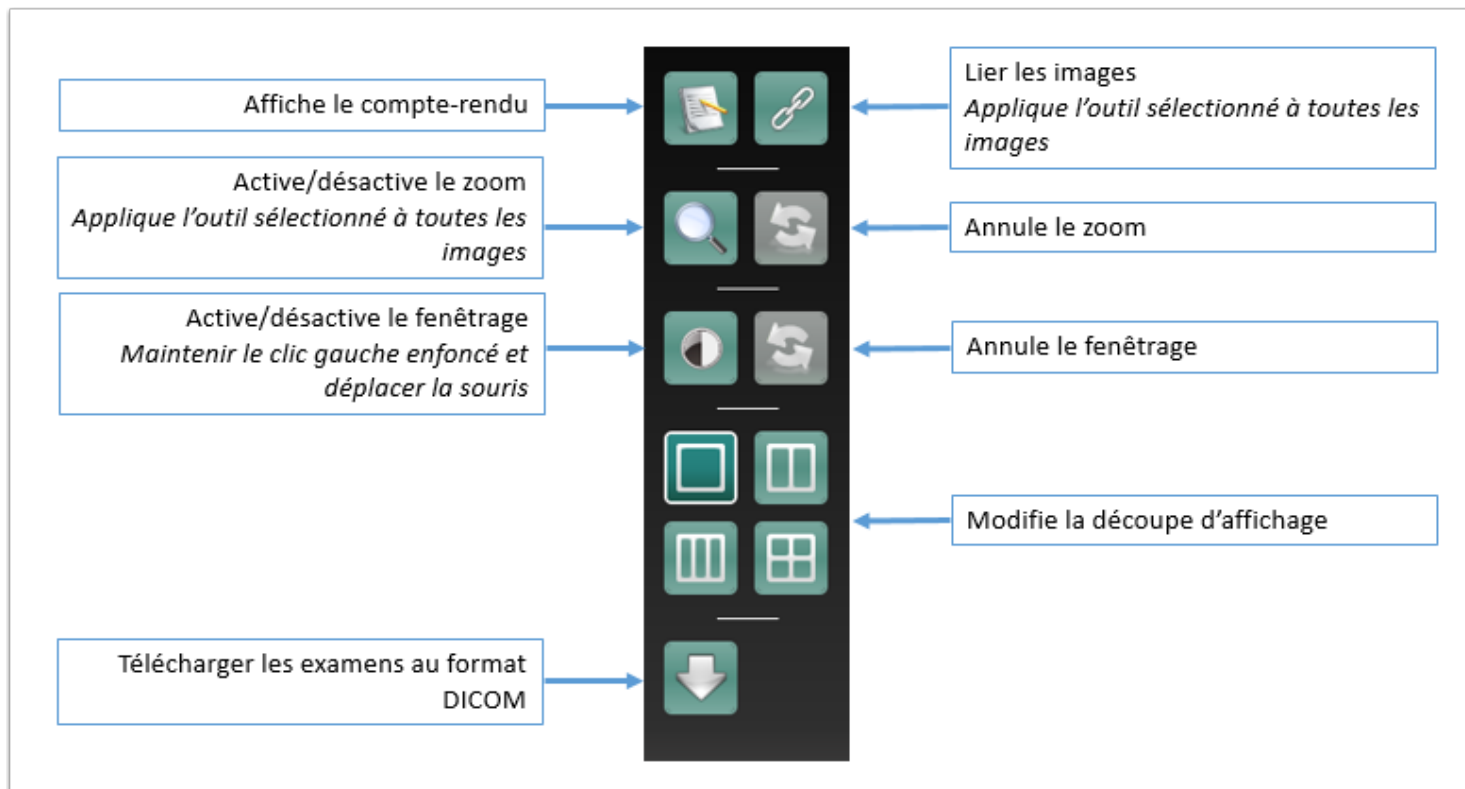 Affiche le compte-rendu
Lier les images
Applique l’outil sélectionné à toutes les
images
Active/désactive le zoom
Applique l’outil sélectionné à toutes les
images
Annule le zoom
Active/désactive le fenêtrage
Maintenir le clic gauche enfoncé et
déplacer la souris
Annule le fenêtrage
Modifie la découpe d’affichage
Télécharger les examens au format
DICOM